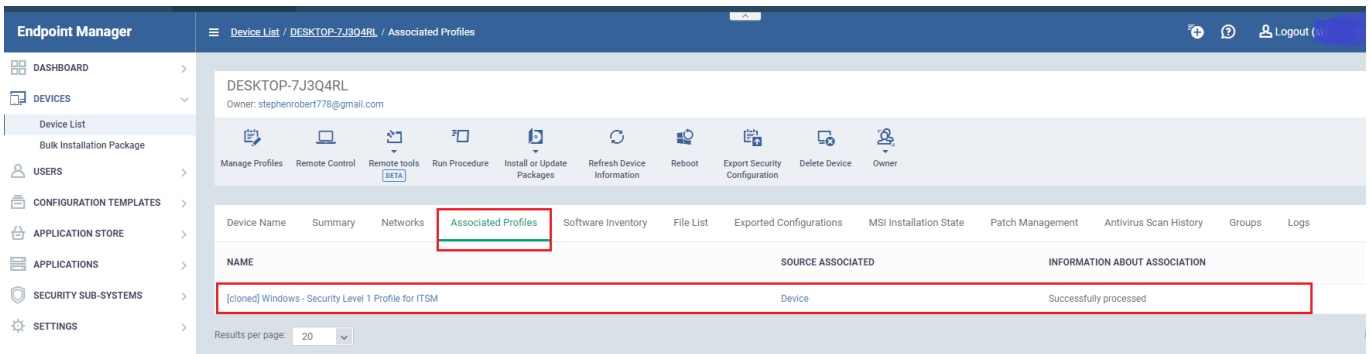 Endpoint Manager
Device List / DESKTOP-7J3Q4RL / Associated Profiles
Logout (
DASHBOARD
DEVICES
Device List
Bulk Installation Package
USERS
CONFIGURATION TEMPLATES
APPLICATION STORE
APPLICATIONS
SECURITY SUB-SYSTEMS
SETTINGS
DESKTOP-7J3Q4RL
Owner: stephenrobert778@gmail.com
Manage Profiles
Remote Control
Remote tools
BETA
Run Procedure
Install or Update
Packages
Refresh Device
Information
Reboot
Export Security
Configuration
Delete Device
Owner
Device Name Summary Networks Associated Profiles Software Inventory File List Exported Configurations MSI Installation State Patch Management Antivirus Scan History Groups Logs
NAME SOURCE ASSOCIATED INFORMATION ABOUT ASSOCIATION
[cloned] Windows - Security Level 1 Profile for ITSM Device Successfully processed
Results per page: 20